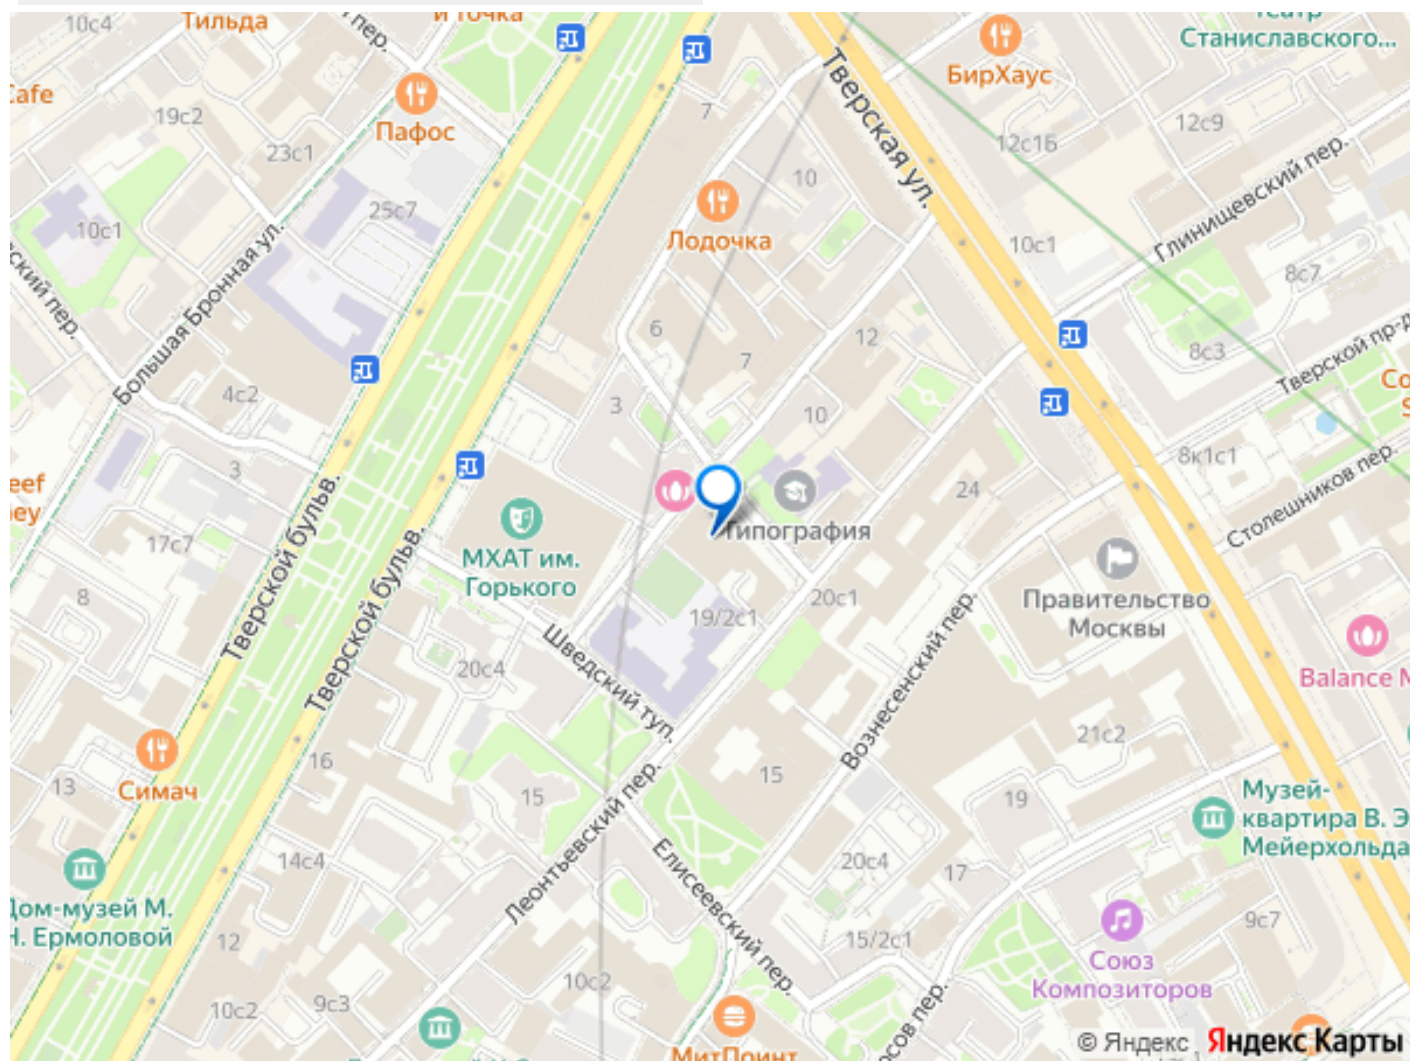 10с4
Тильда
и точка
пер.
Театр
Станиславского...
БирХаус
Cafe
Пафос
19с2
23с1
7
Тверская ул.
12с1Б
12с9
Глинищевский пер.
10
10с1
25с7
Лодочка
10с1
8с7
ский пер.
Большая Бронная ул.
6
7
12
8с3
Тверской пр-д
4с2
3
10
8к1с1
3
24
Столешников пер.
17с7
Типография
МХАТ им.
Горького
8
Тверской бульв.
Тверской бульв.
19/2с1
20с1
Правительство
Москвы
20с4
Шведский туп.
Вознесенский пер.
Balance
21с2
16
15
Симач
13
15
19
Музей-
квартира В. Э
Мейерхольда
14с4
Леонтьевский пер.
Елисеевский пер.
20с4
17
Дом-музей М.
Н. Ермоловой
12
15/2с1
9с7
Союз
Композиторов
10с2
10с2
9с3
МитПоинт
© Яндекс
Яндекс Карты